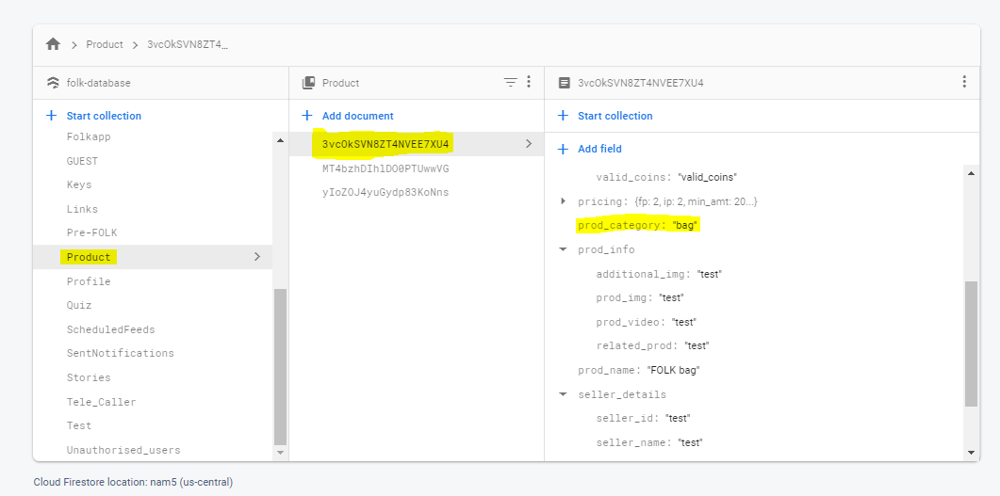 Product
3vcOkSVN8ZT4…
folk-database
Start collection
Folkapp
GUEST
Keys
Links
Pre-FOLK
Product
Profile
Quiz
ScheduledFeeds
SentNotifications
Stories
Tele_Caller
Test
Unauthorised_users
Product
Add document
3vcOkSVN8ZT4NVEE7XU4
MT4bzhDIhlDO0PTUwwVG
yIoZOJ4yuGydp83KoNns
3vcOkSVN8ZT4NVEE7XU4
Start collection
Add field
valid_coins: "valid_coins"
pricing: {fp: 2, ip: 2, min_amt: 20...}
prod_category: "bag"
prod_info
additional_img: "test"
prod_img: "test"
prod_video: "test"
related_prod: "test"
prod_name: "FOLK bag"
seller_details
seller_id: "test"
seller_name: "test"
Cloud Firestore location: nam5 (us-central)